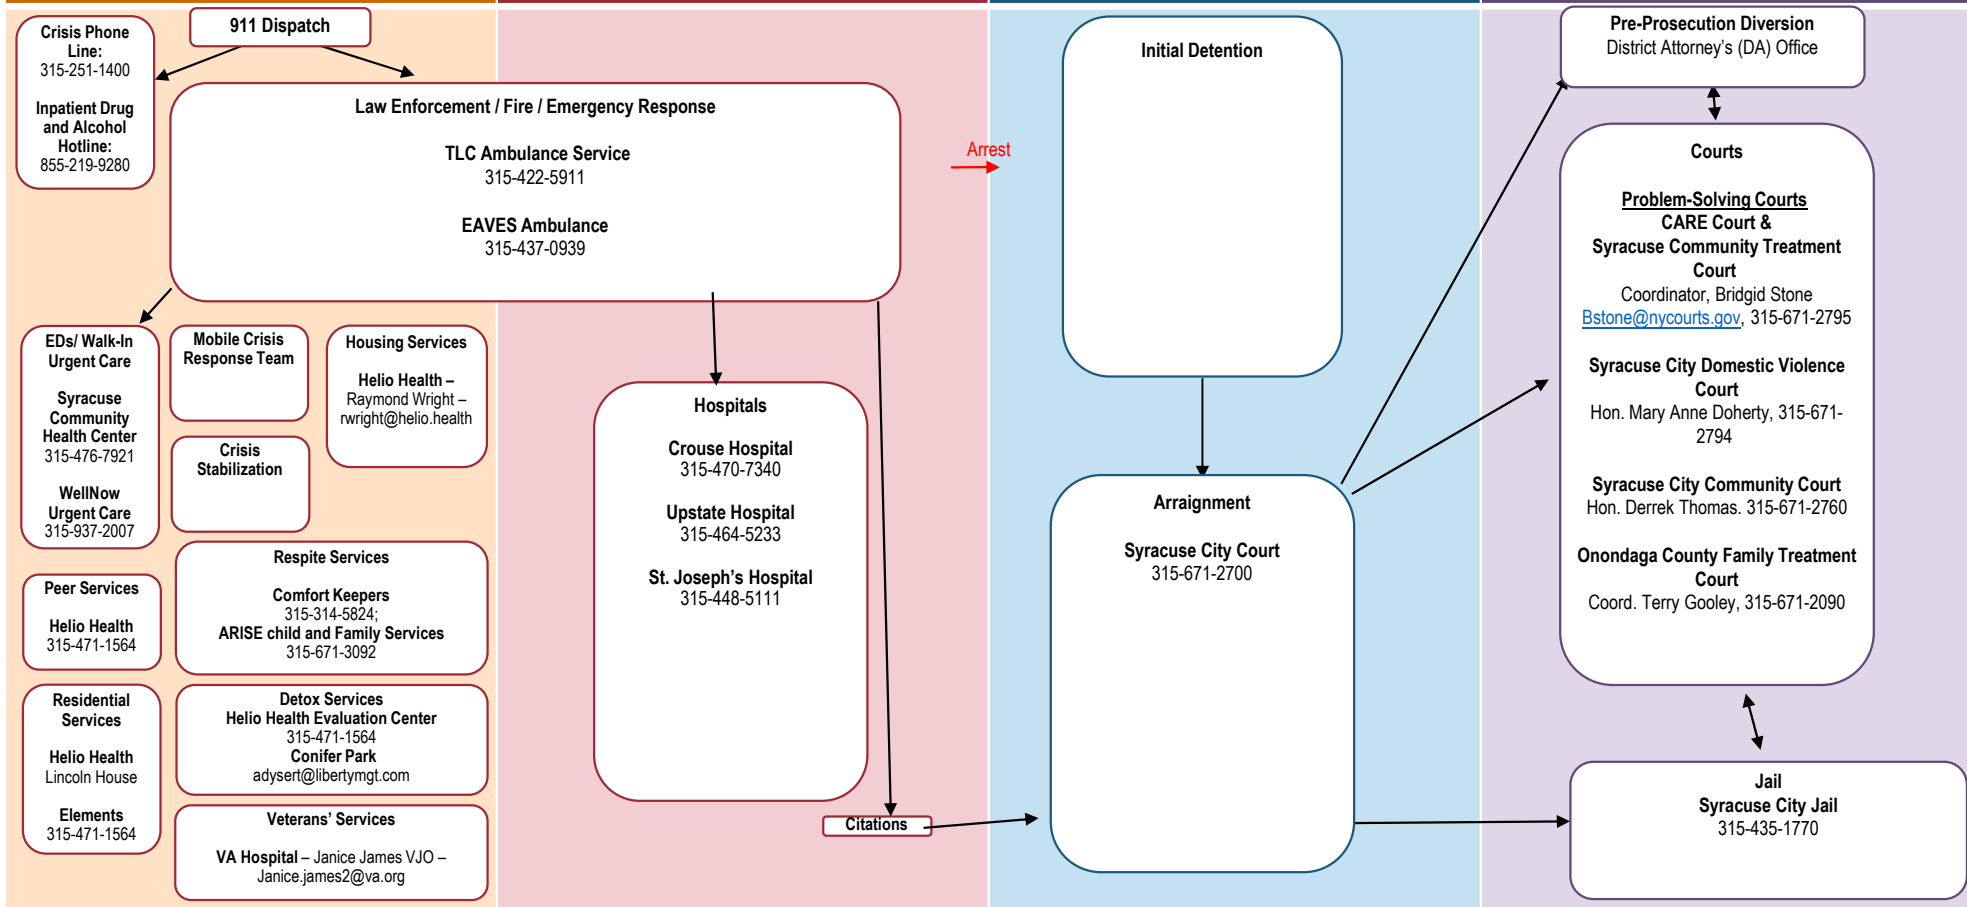 Crisis Phone
Line:
315-251-1400
Inpatient Drug
and Alcohol
Hotline:
855-219-9280
911 Dispatch
Law Enforcement / Fire / Emergency Response
TLC Ambulance Service
315-422-5911
EAVES Ambulance
315-437-0939
EDs/ Walk-In
Urgent Care
Syracuse
Community
Health Center
315-476-7921
WellNow
Urgent Care
315-937-2007
Mobile Crisis
Response Team
Crisis
Stabilization
Housing Services
Helio Health –
Raymond Wright –
rwright@helio.health
Peer Services
Helio Health
315-471-1564
Respite Services
Comfort Keepers
315-314-5824;
ARISE child and Family Services
315-671-3092
Residential
Services
Helio Health
Lincoln House
Elements
315-471-1564
Detox Services
Helio Health Evaluation Center
315-471-1564
Conifer Park
adysert@libertymgt.com
Veterans’ Services
VA Hospital – Janice James VJO –
Janice.james2@va.org
Hospitals
Crouse Hospital
315-470-7340
Upstate Hospital
315-464-5233
St. Joseph’s Hospital
315-448-5111
Citations
Arrest
Initial Detention
Arraignment
Syracuse City Court
315-671-2700
Pre-Prosecution Diversion
District Attorney’s (DA) Office
Courts
Problem-Solving Courts
CARE Court &
Syracuse Community Treatment
Court
Coordinator, Bridgid Stone
Bstone@nycourts.gov, 315-671-2795
Syracuse City Domestic Violence
Court
Hon. Mary Anne Doherty, 315-671-
2794
Syracuse City Community Court
Hon. Derrek Thomas. 315-671-2760
Onondaga County Family Treatment
Court
Coord. Terry Gooley, 315-671-2090
Jail
Syracuse City Jail
315-435-1770